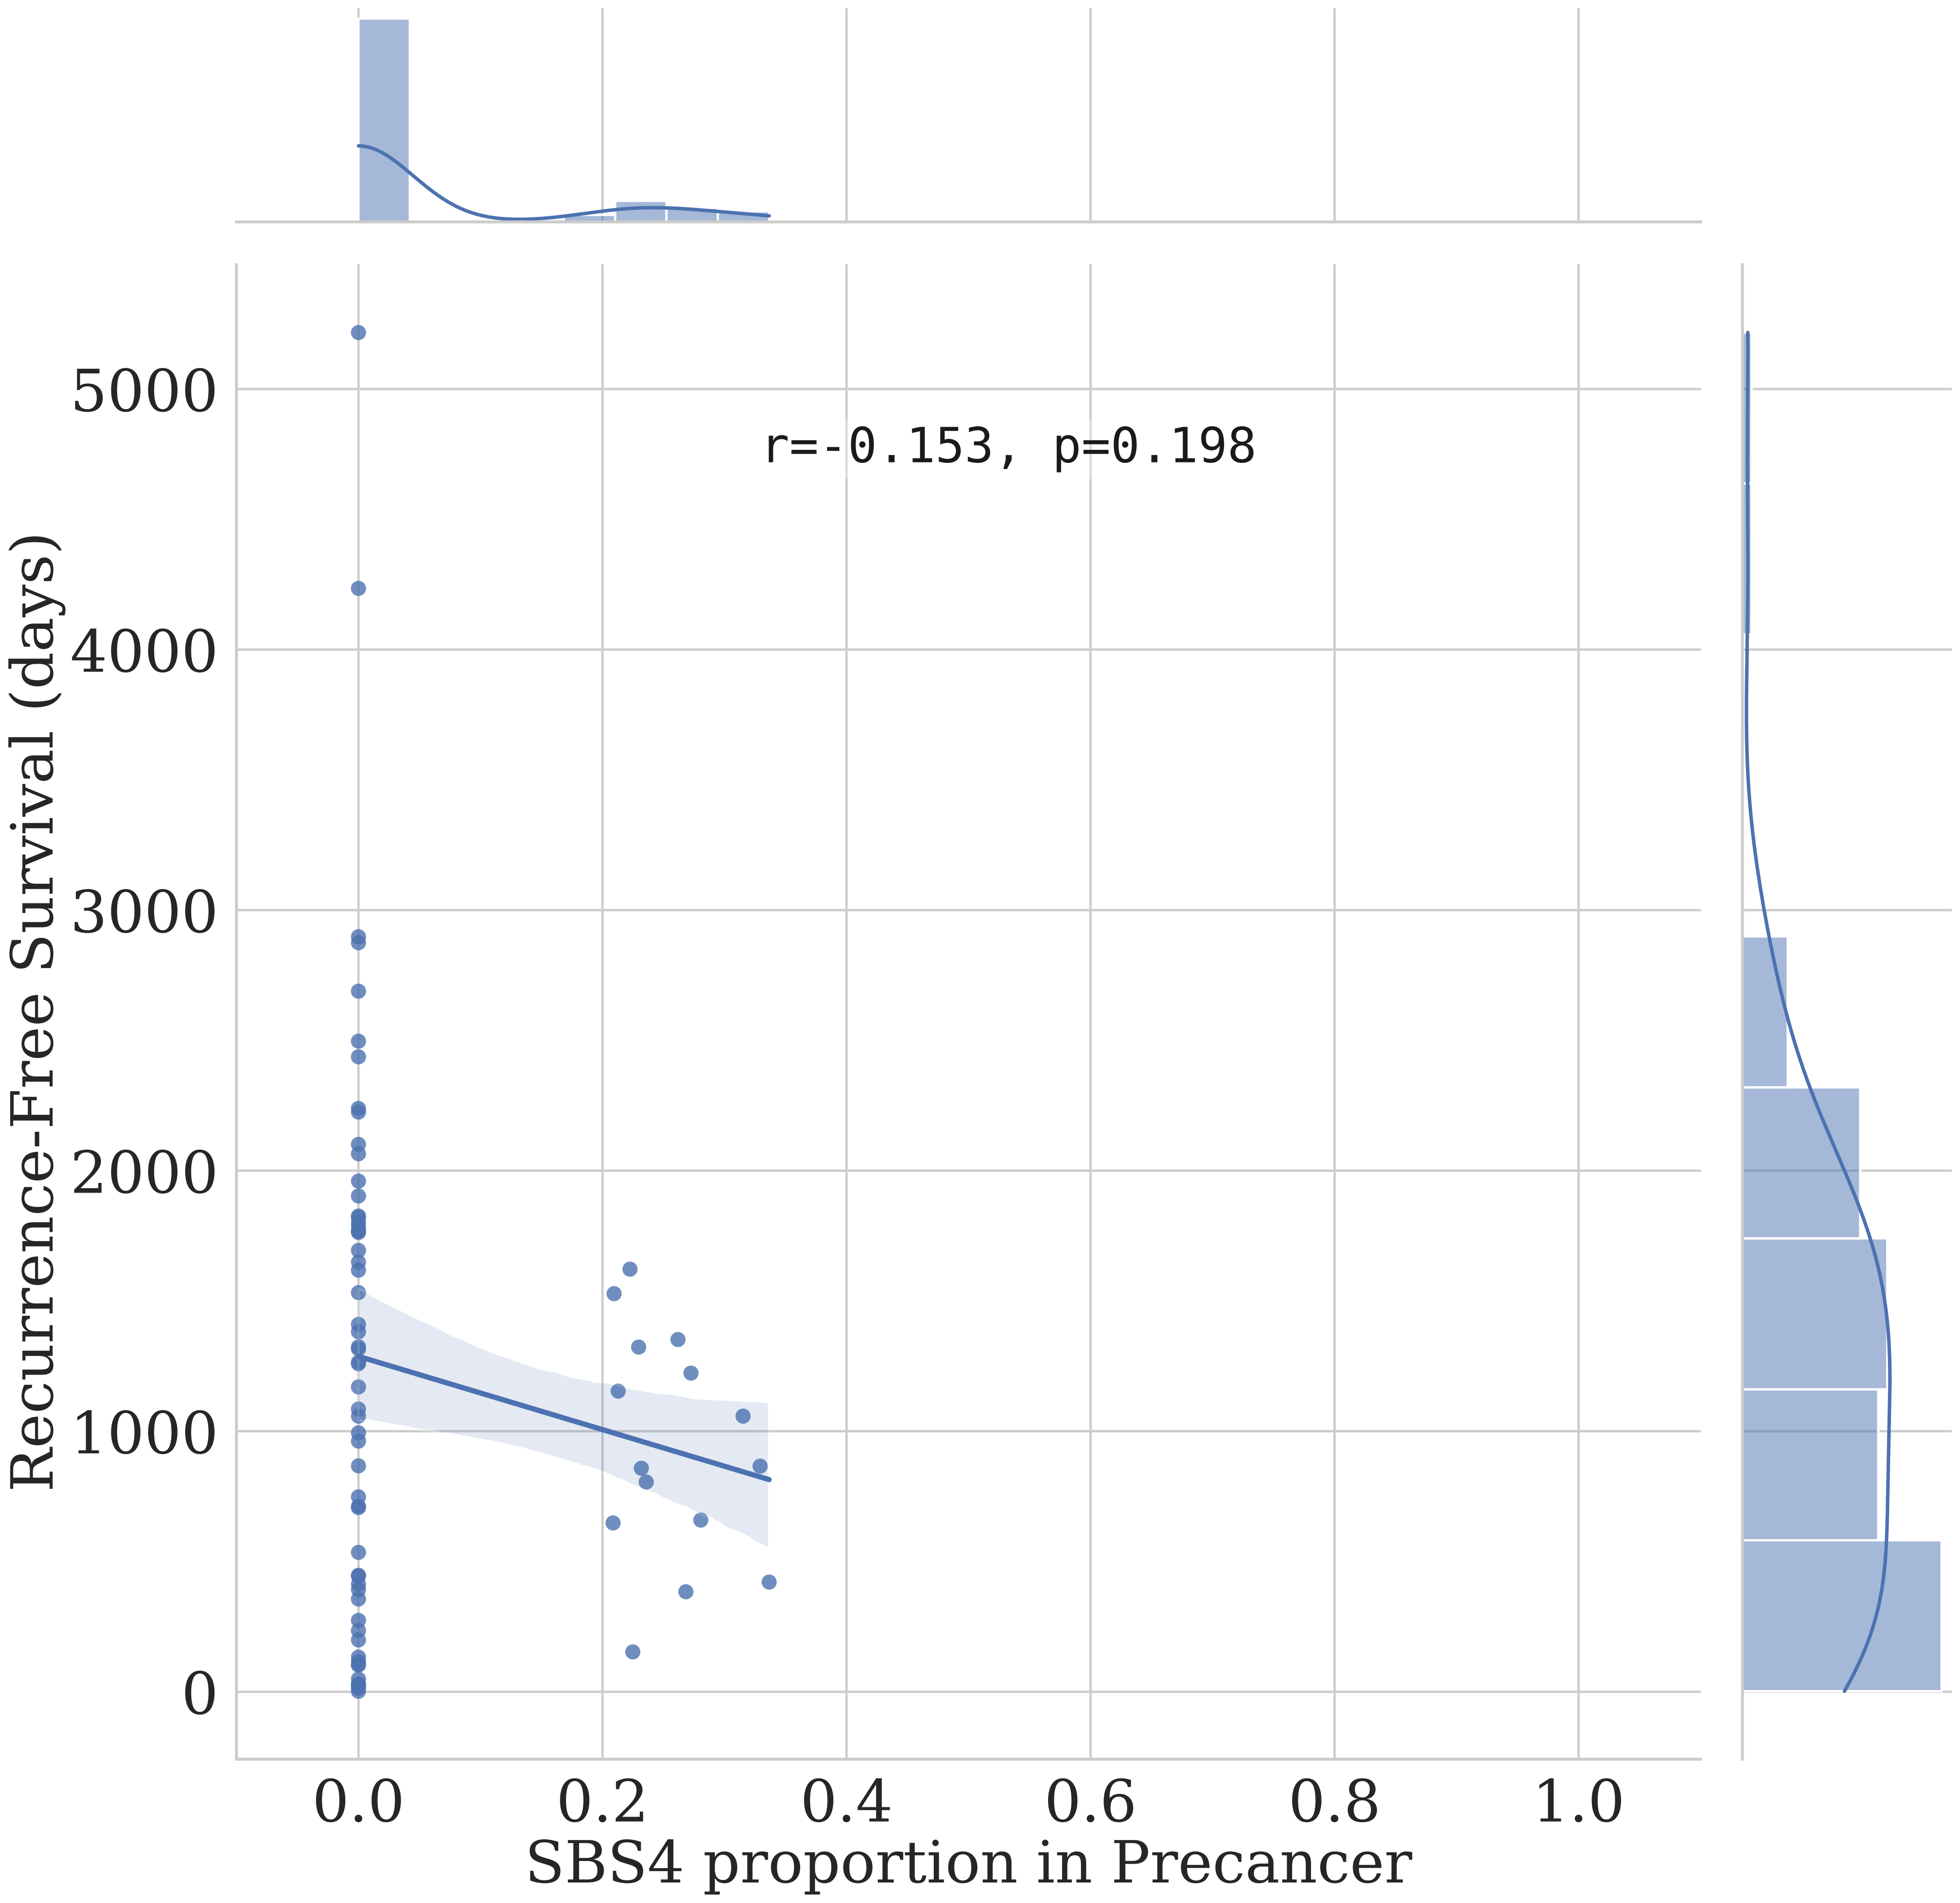 r=-0.153, p=0.198
Recurrence-Free Survival (days)
5000
4000
3000
2000
1000
0
0.0 0.2 0.4 0.6 0.8 1.0
SBS4 proportion in Precancer